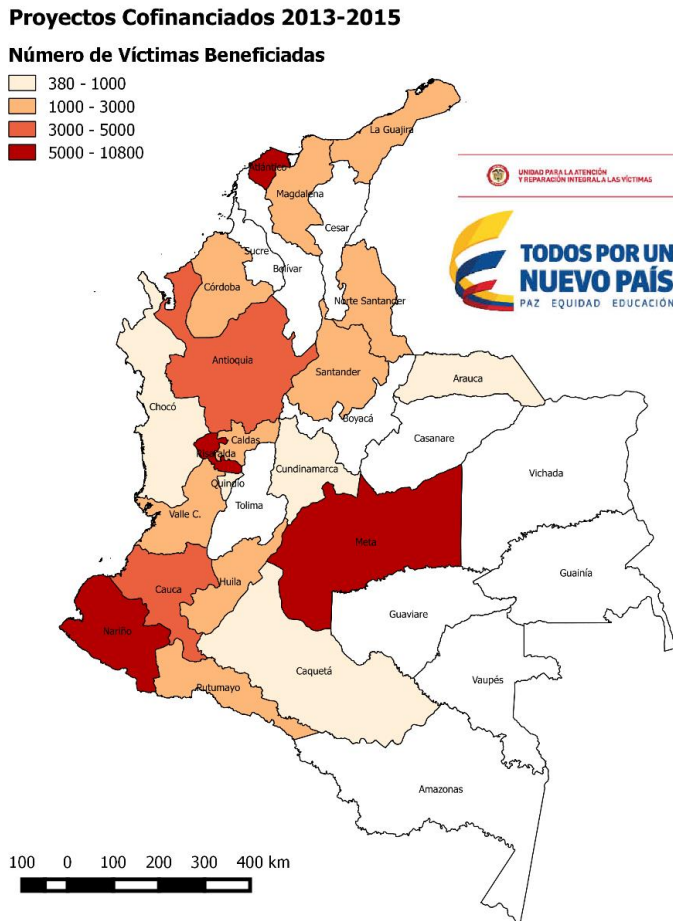 Proyectos Cofinanciados 2013-2015
Número de Víctimas Beneficiadas
380 - 1000
1000 - 3000
3000 - 5000
5000 - 10800
La Guajira
Atlántico
Magdalena
Cesar
UNIDAD PARA LA ATENCIÓN
Y REPARACIÓN INTEGRAL A LAS VÍCTIMAS
TODOS POR UN
NUEVO PAÍS
PAZ EQUIDAD EDUCACIÓN
Sucre
Bolívar
Córdoba
Norte Santander
Antioquia
Santander
Arauca
Chocó
Boyacá
Caldas
Casanare
Risaralda
Cundinamarca
Vichada
Quindío
Tolima
Valle C.
Meta
Guainía
Huila
Cauca
Guaviare
Nariño
Caquetá
Vaupés
Putumayo
Amazonas
100 0 100 200 300 400 km